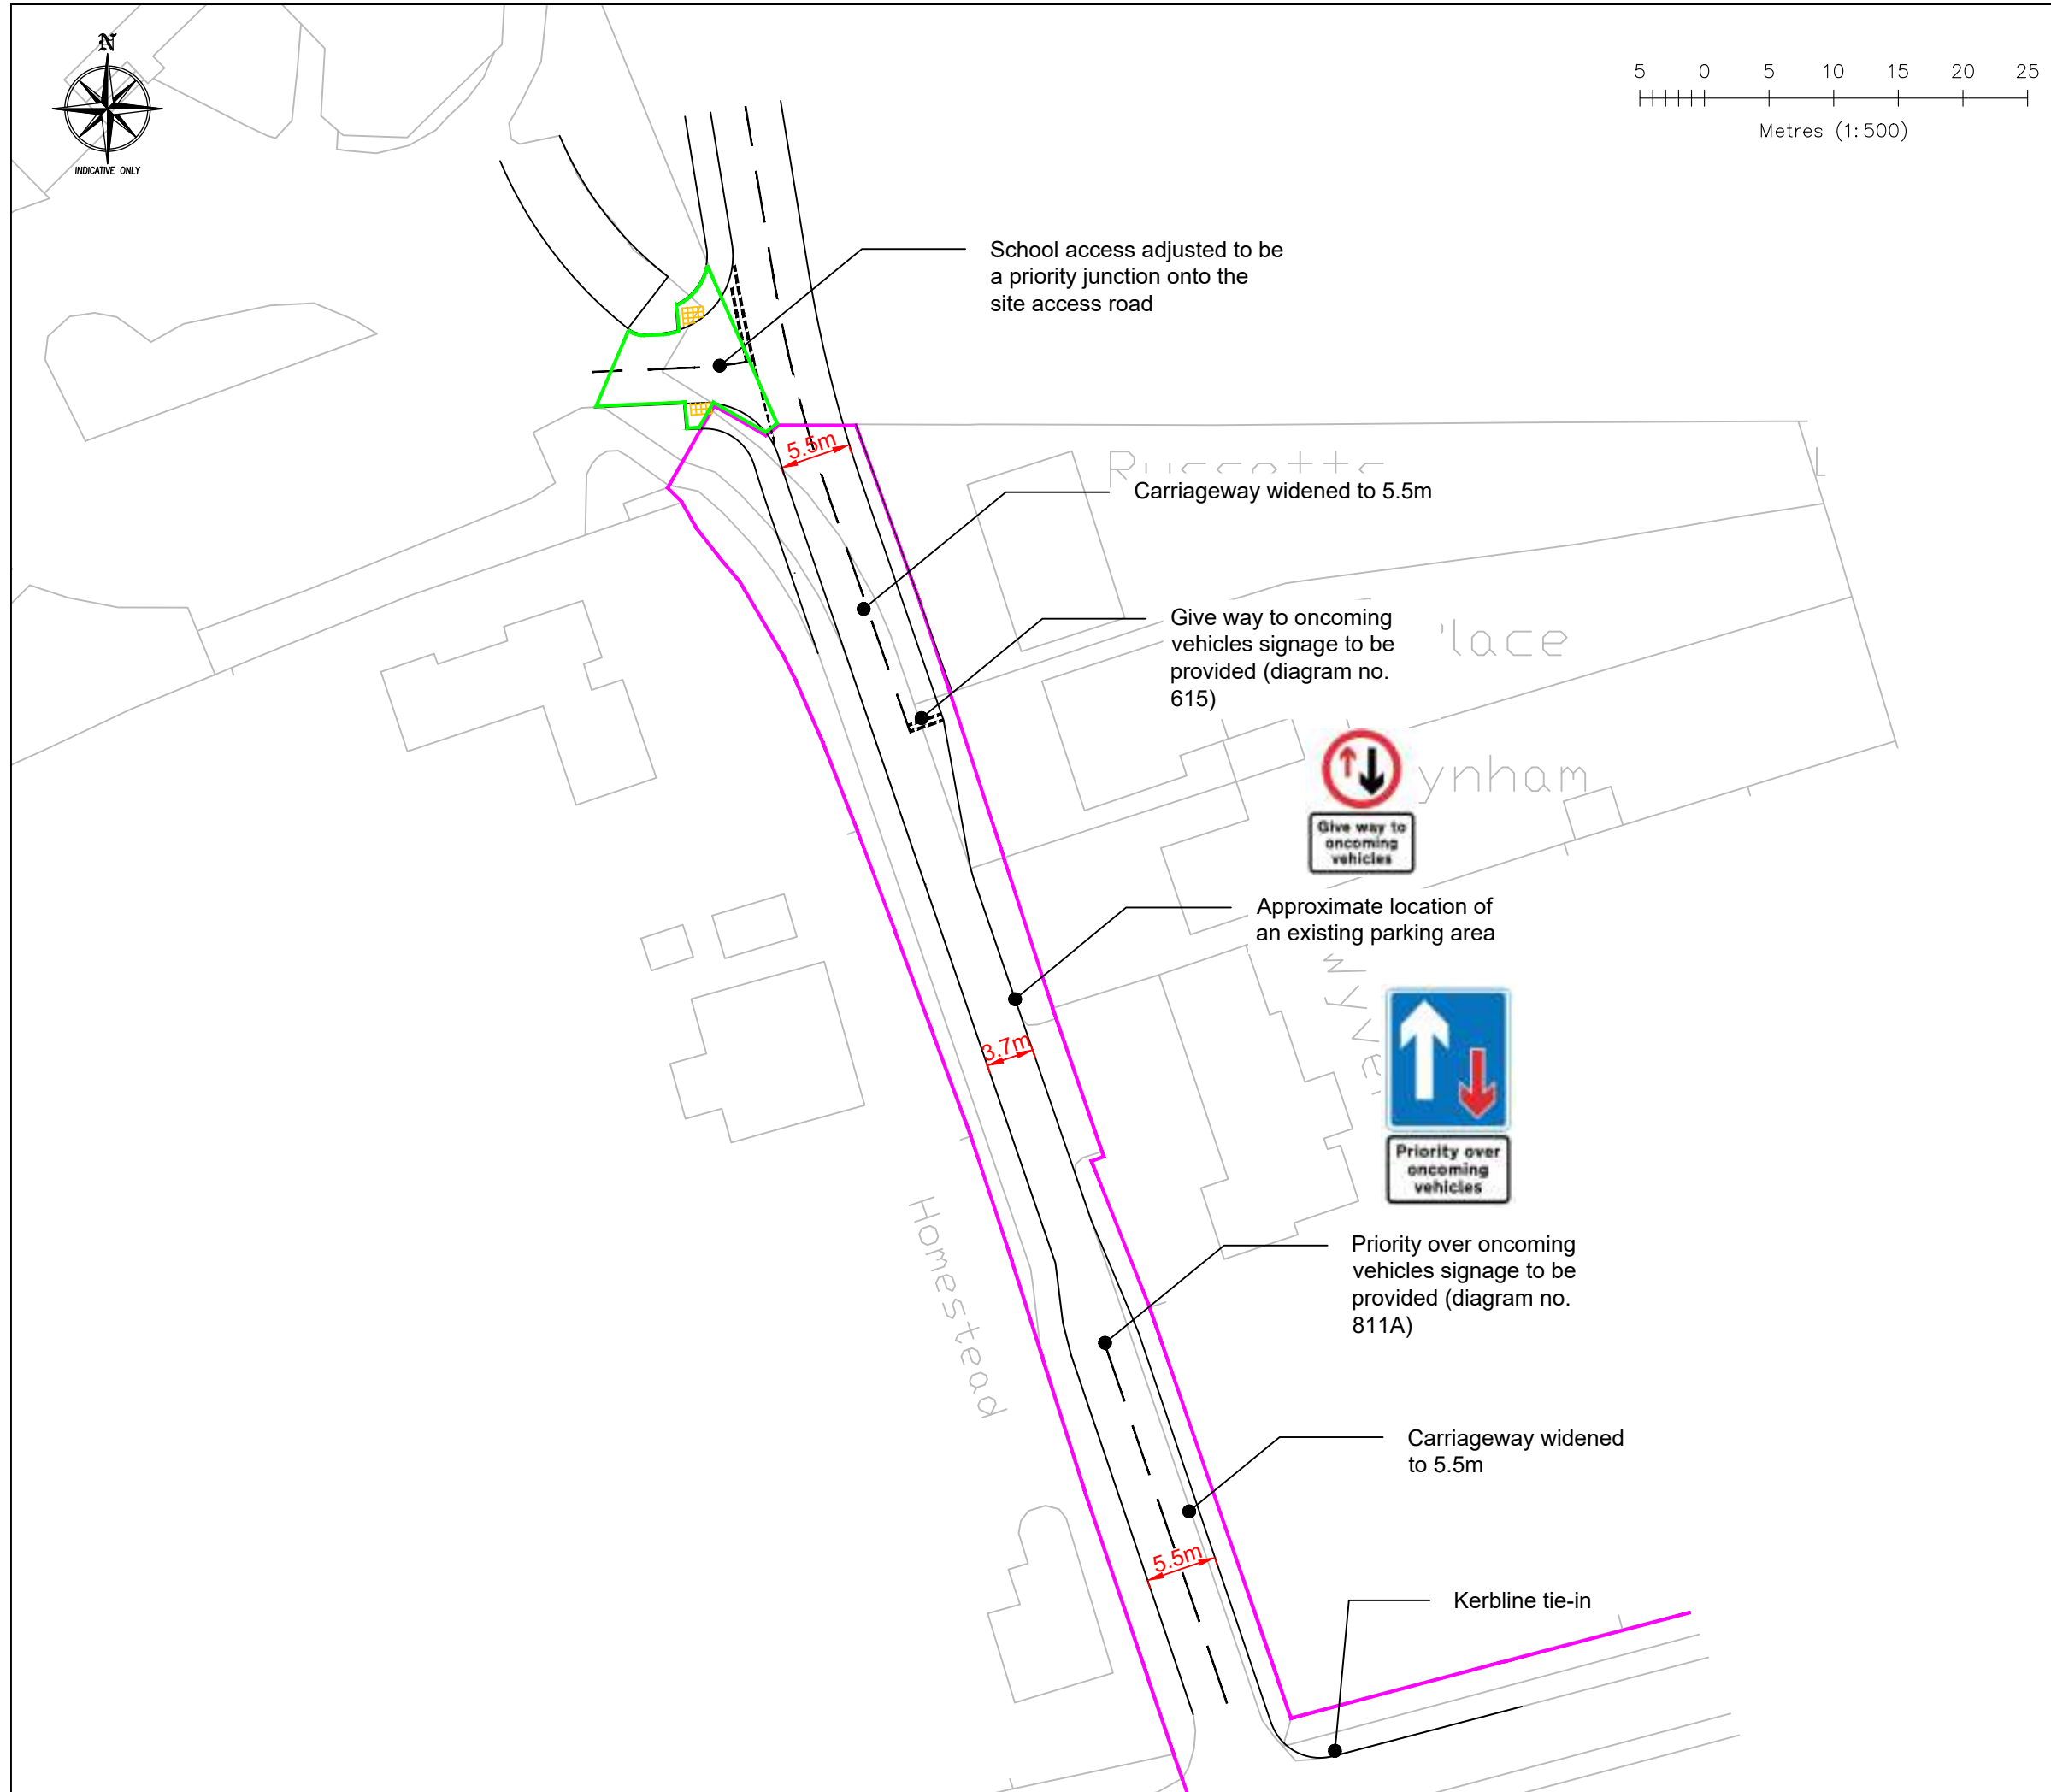 N
INDICATIVE ONLY
5 0 5 10 15 20 25
Metres (1:500)
School access adjusted to be
a priority junction onto the
site access road
5.5m
Carriageway widened to 5.5m
Give way to oncoming
vehicles signage to be
provided (diagram no.
615)
lace
ynham
Give way to
oncoming
vehicles
Approximate location of
an existing parking area
3.7m
Priority over
oncoming
vehicles
Homestead
Priority over oncoming
vehicles signage to be
provided (diagram no.
811A)
Carriageway widened
to 5.5m
5.5m
Kerbline tie-in